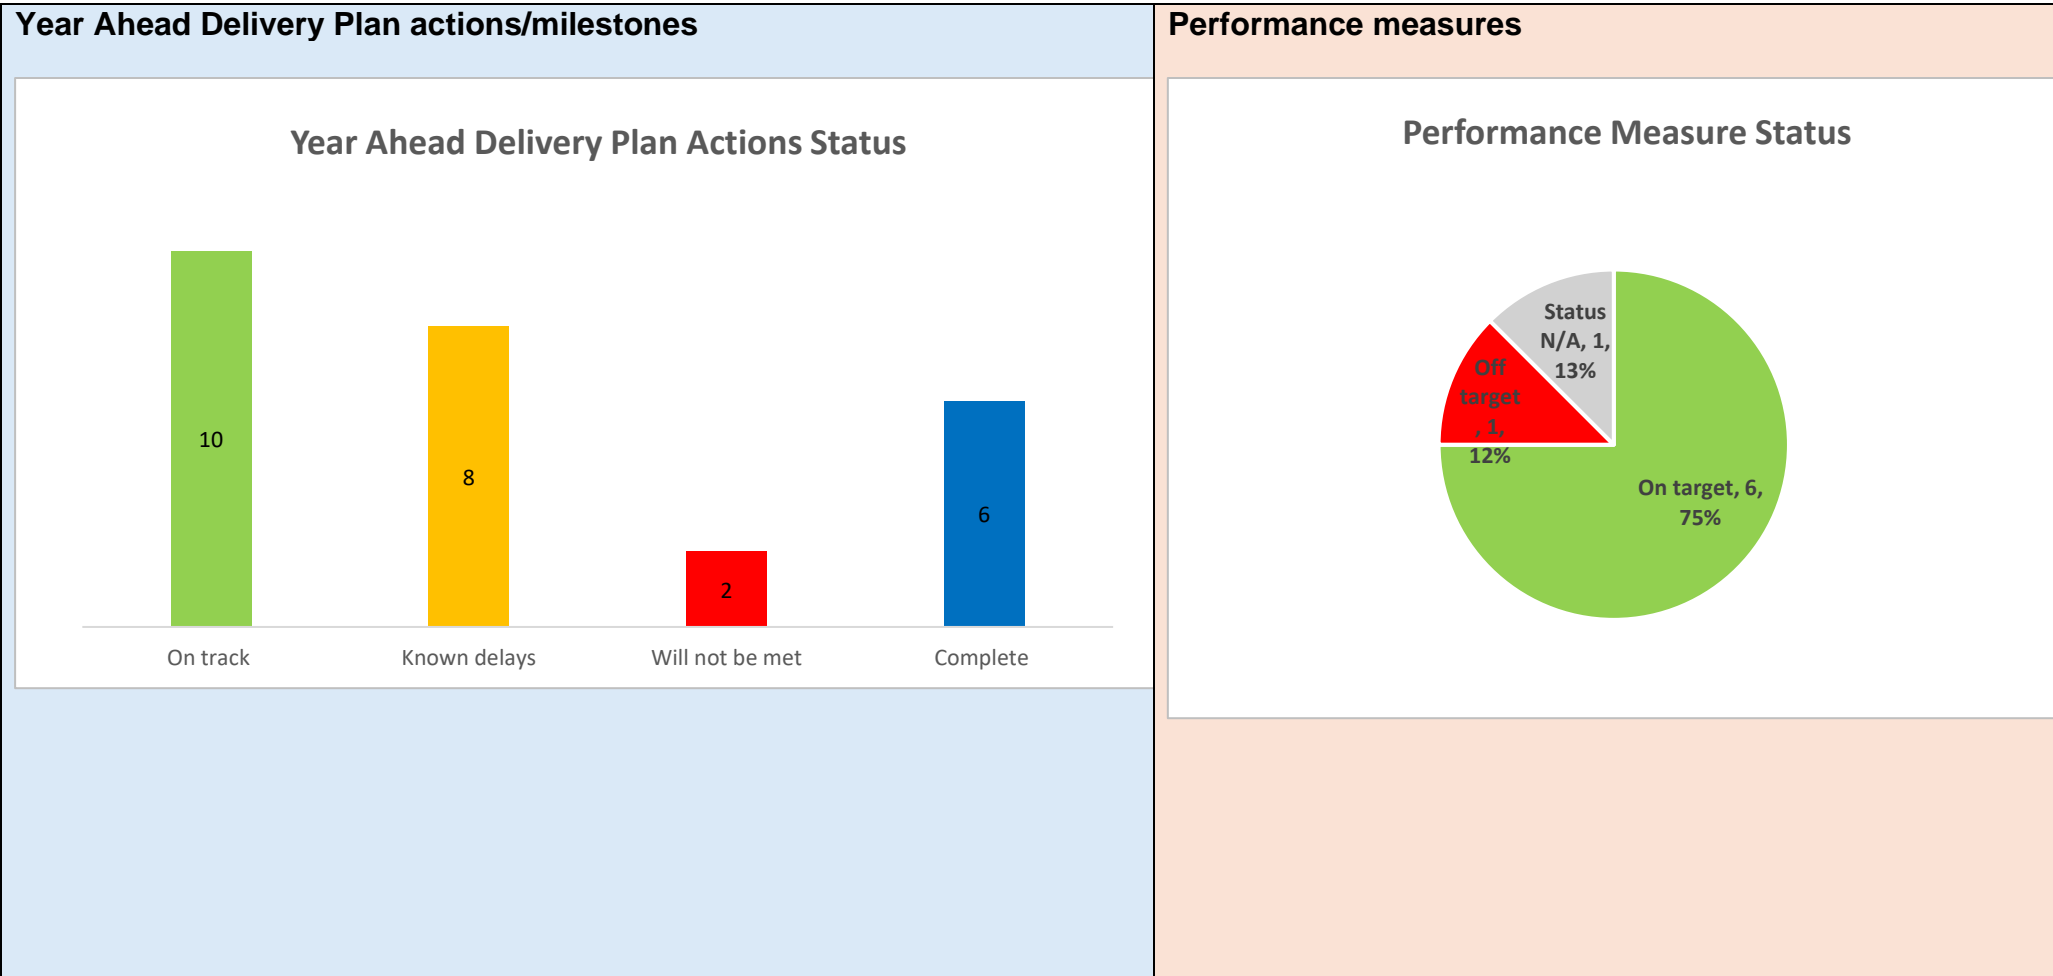 Year Ahead Delivery Plan actions/milestones
Year Ahead Delivery Plan Actions Status
10
8
2
6
On track
Known delays
Will not be met
Complete
Performance measures
Performance Measure Status
Status
N/A, 1,
13%
Off
target
, 1,
12%
On target, 6,
75%